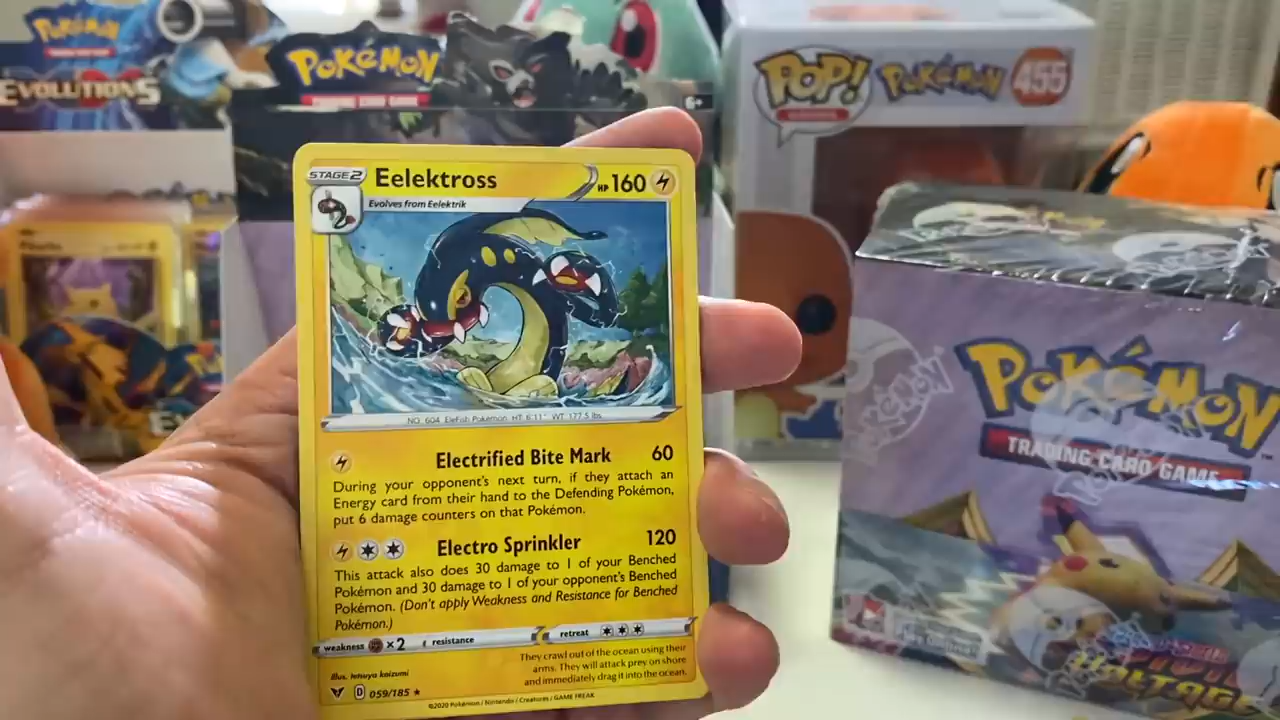 Pokémon
EVOLUTIONS
Pokémon
6+
POP! Pokémon 455
STAGE 2 Eelektross HP 160
Evolves from Eelektrik
NO. 604 EleFish Pokémon HT: 6'11" WT: 177.5 lbs.
Electrified Bite Mark 60
During your opponent's next turn, if they attach an
Energy card from their hand to the Defending Pokémon,
put 6 damage counters on that Pokémon.
Electro Sprinkler 120
This attack also does 30 damage to 1 of your Benched
Pokémon and 30 damage to 1 of your opponent's Benched
Pokémon. (Don't apply Weakness and Resistance for Benched
Pokémon.)
weakness ×2 resistance retreat
Illus. tetsuya koizumi
They crawl out of the ocean using their
arms. They will attack prey on shore
and immediately drag it into the ocean.
D 059/185 ★
©2020 Pokémon / Nintendo / Creatures / GAME FREAK
Pokémon
TRADING CARD GAME
VOLTAGE